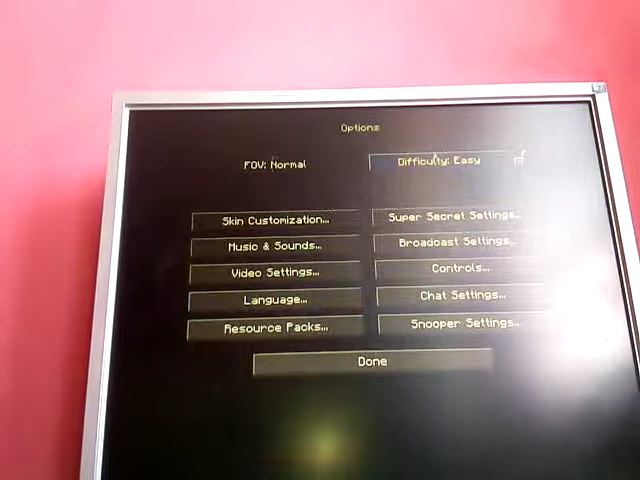 Options
FOV: Normal
Difficulty: Easy
Skin Customization...
Super Secret Settings...
Music & Sounds...
Broadcast Settings...
Video Settings...
Controls...
Language...
Chat Settings...
Resource Packs...
Snooper Settings...
Done